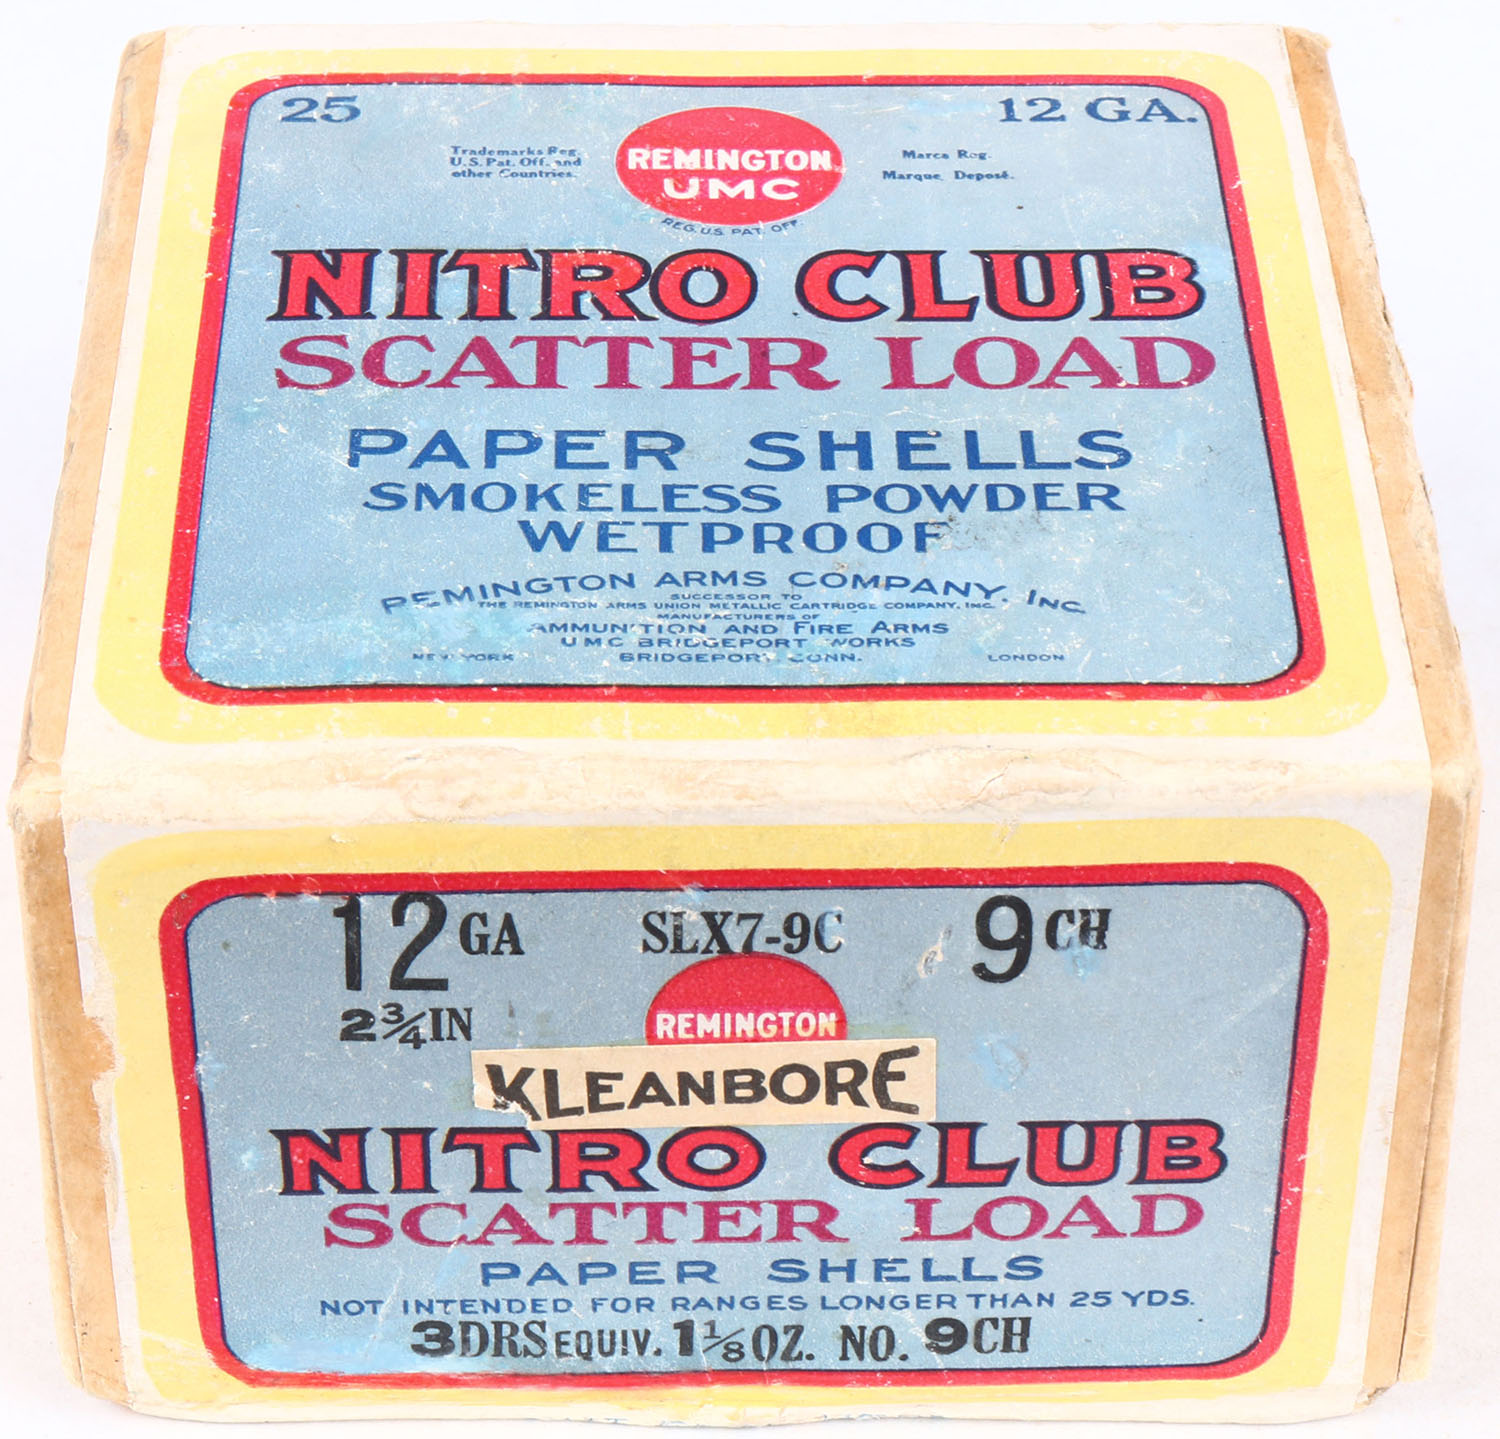 25
12 GA.
Trademarks Reg.
U.S. Pat. Off. and
other Countries.
REMINGTON
UMC
REG. U.S. PAT. OFF.
Marca Reg.
Marque Deposé.
NITRO CLUB
SCATTER LOAD
PAPER SHELLS
SMOKELESS POWDER
WETPROOF
REMINGTON ARMS COMPANY, INC.
SUCCESSOR TO
THE REMINGTON ARMS UNION METALLIC CARTRIDGE COMPANY, INC.
MANUFACTURERS OF
AMMUNITION AND FIRE ARMS
UMC BRIDGEPORT WORKS
NEW YORK BRIDGEPORT CONN. LONDON
12 GA SLX7-9C 9 CH
2 3/4 IN
REMINGTON
KLEANBORE
NITRO CLUB
SCATTER LOAD
PAPER SHELLS
NOT INTENDED FOR RANGES LONGER THAN 25 YDS.
3 DRS EQUIV. 1 1/8 OZ. NO. 9 CH